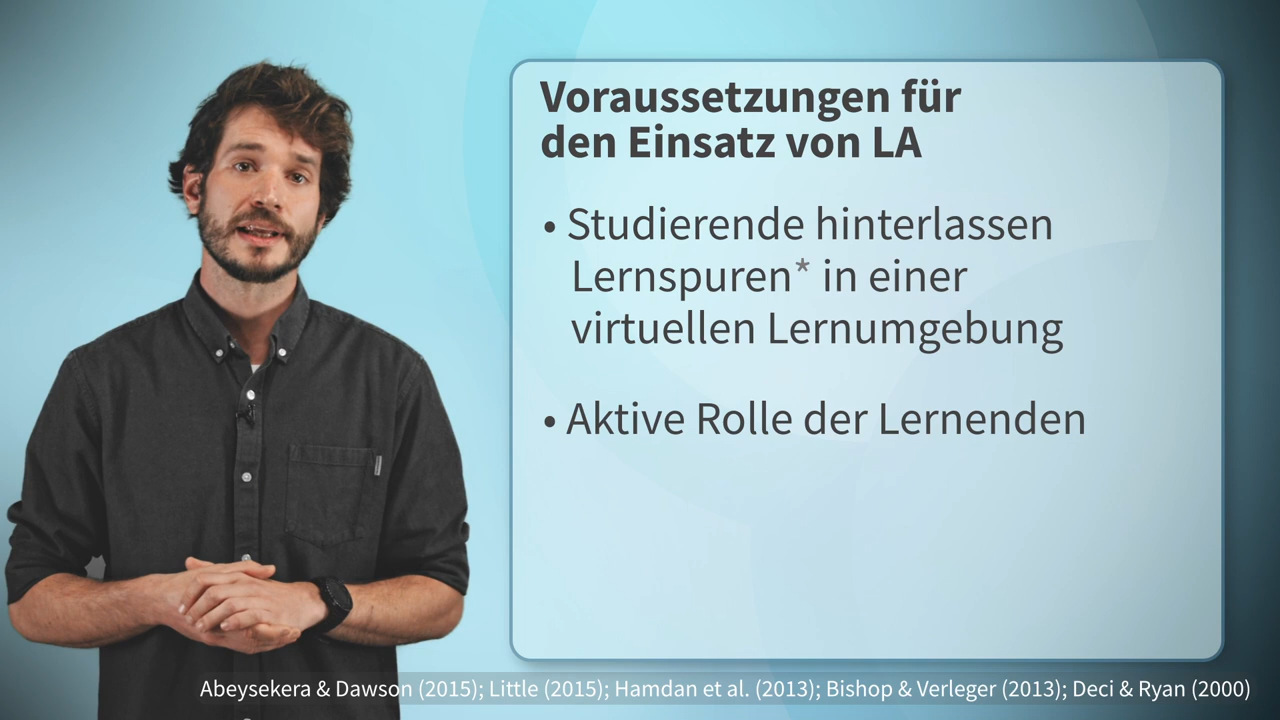 Voraussetzungen für
den Einsatz von LA
• Studierende hinterlassen
Lernspuren* in einer
virtuellen Lernumgebung
• Aktive Rolle der Lernenden
Abeysekera & Dawson (2015); Little (2015); Hamdan et al. (2013); Bishop & Verleger (2013); Deci & Ryan (2000)